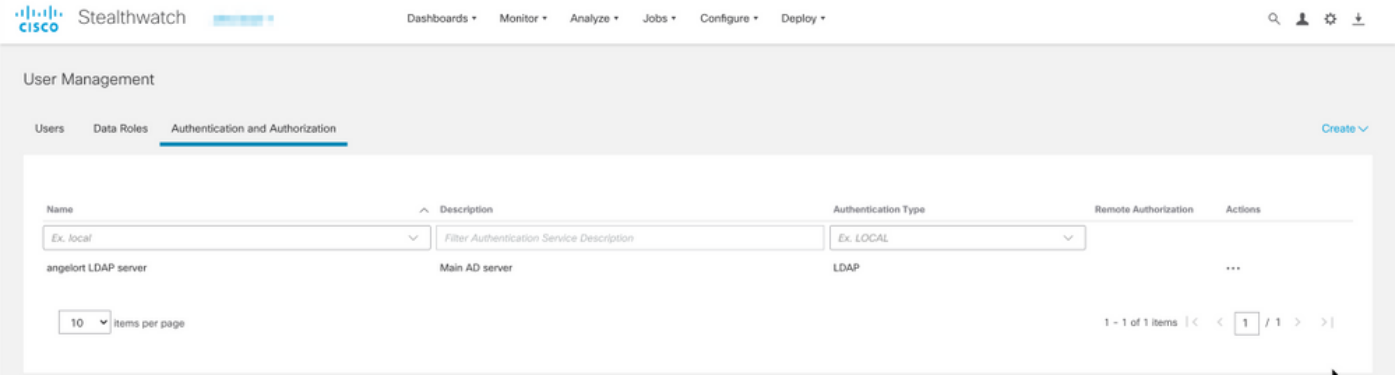 CISCO Stealthwatch Dashboards Monitor Analyze Jobs Configure Deploy
User Management
Users Data Roles Authentication and Authorization Create
Name Description Authentication Type Remote Authorization Actions
Ex. local Filter Authentication Service Description Ex. LOCAL
angelort LDAP server Main AD server LDAP ...
10 items per page 1 - 1 of 1 items |< < 1 / 1 > >|